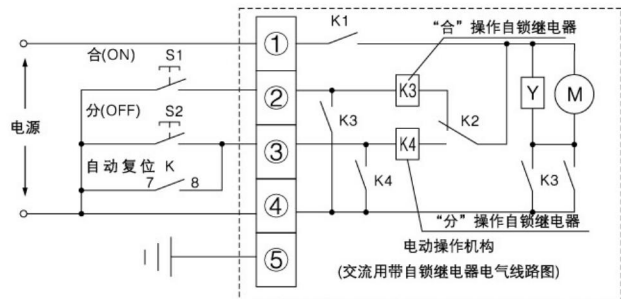 K1
“合”操作自锁继电器
①
合(ON)
S1
②
K3
Y
M
分(OFF)
S2
K3
K2
电源
③
K4
自动复位 K
7
8
K4
K3
④
“分”操作自锁继电器
电动操作机构
⑤
(交流用带自锁继电器电气线路图)